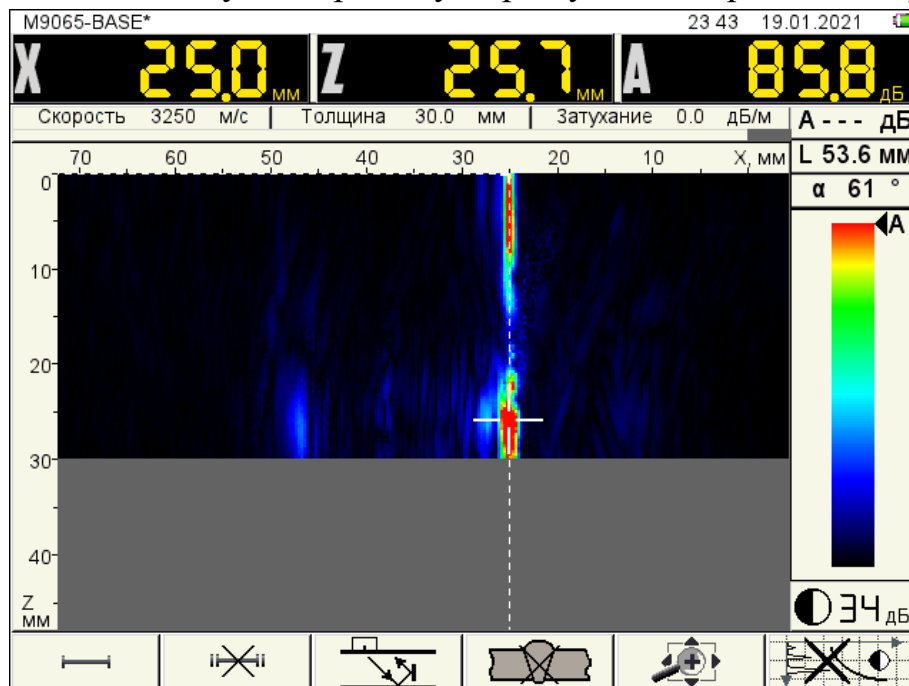 M9065-BASE* 23 43 19.01.2021
X 25.0 мм Z 25.7 мм A 85.8 дБ
Скорость 3250 м/с Толщина 30.0 мм Затухание 0.0 дБ/м A - - - дБ
L 53.6 мм
α 61 °
70 60 50 40 30 20 10 X, мм
0
A
10
20
30
40
Z
мм
34 дБ